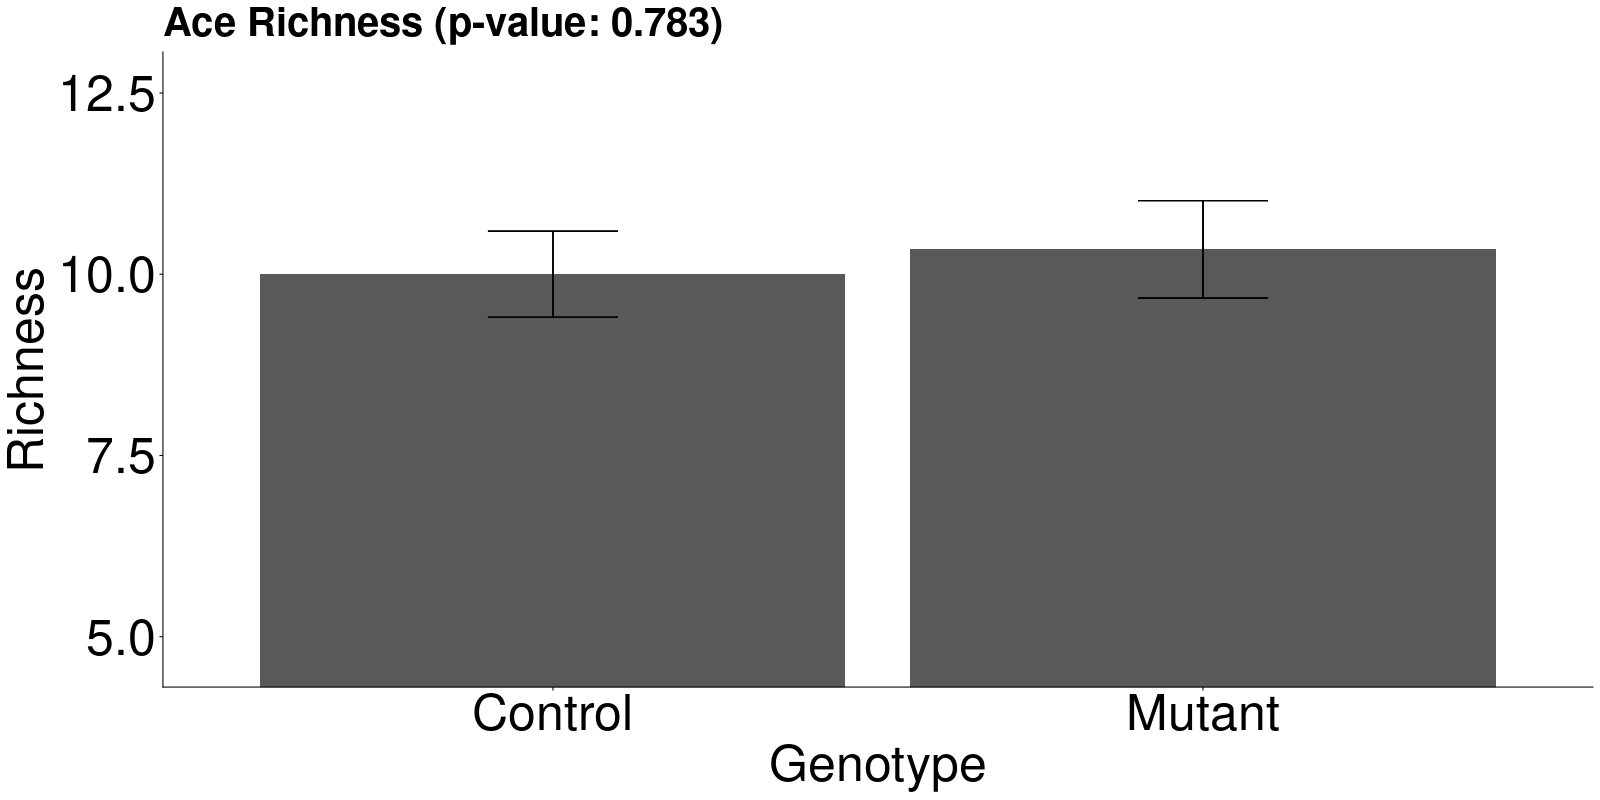 Ace Richness (p-value: 0.783)
12.5
10.0
7.5
5.0
Richness
Control
Mutant
Genotype